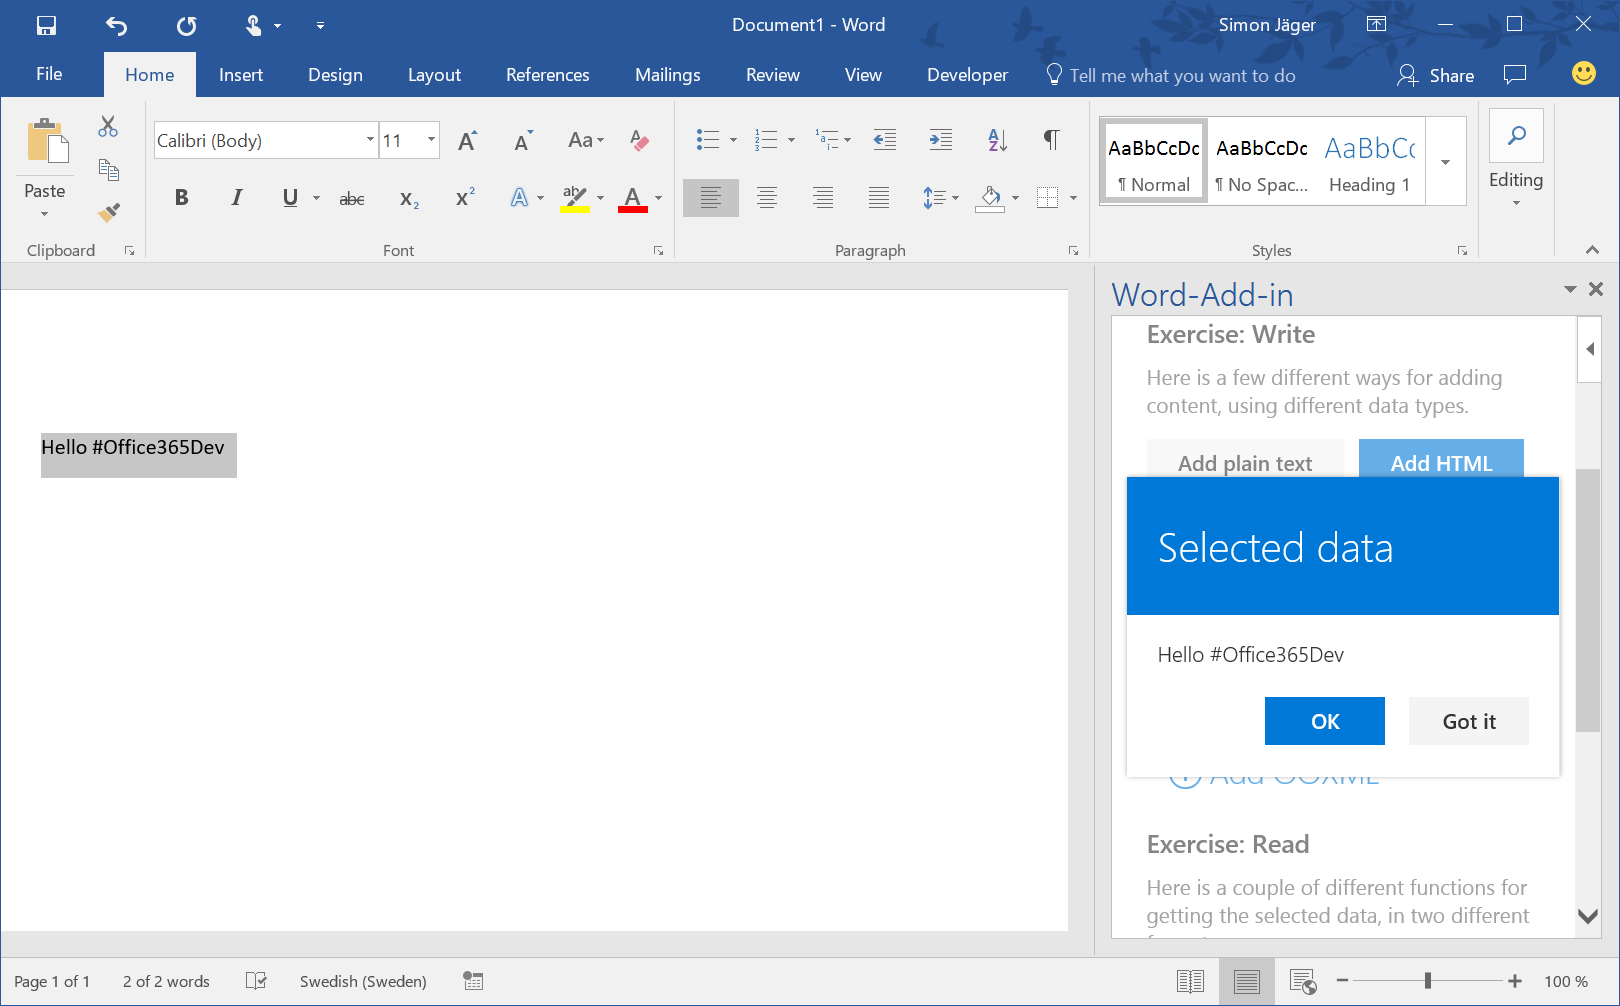 Document1 - Word
Simon Jäger
File Home Insert Design Layout References Mailings Review View Developer Tell me what you want to do Share
Paste
Clipboard
Calibri (Body) 11
Aa
B I U abc X₂ X² A ab A
Font
A Z ¶
Paragraph
AaBbCcDc AaBbCcDc AaBbCc
¶ Normal ¶ No Spac... Heading 1
Styles
Editing
Hello #Office365Dev
Word-Add-in
Exercise: Write
Here is a few different ways for adding
content, using different data types.
Add plain text Add HTML
Selected data
Hello #Office365Dev
OK Got it
Add OOXML
Exercise: Read
Here is a couple of different functions for
getting the selected data, in two different
Page 1 of 1 2 of 2 words Swedish (Sweden) 100 %